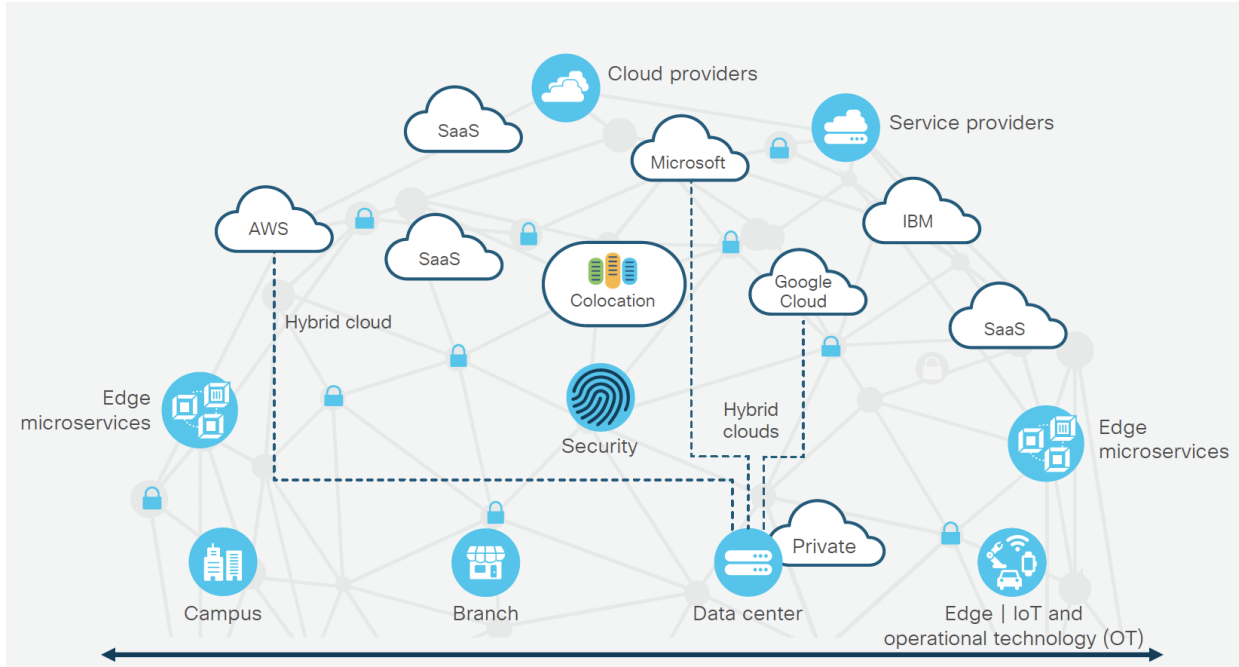 Cloud providers
SaaS
Service providers
Microsoft
AWS
IBM
SaaS
Colocation
Google
Cloud
SaaS
Hybrid cloud
Edge
microservices
Security
Hybrid
clouds
Edge
microservices
Private
Campus
Branch
Data center
Edge | IoT and
operational technology (OT)